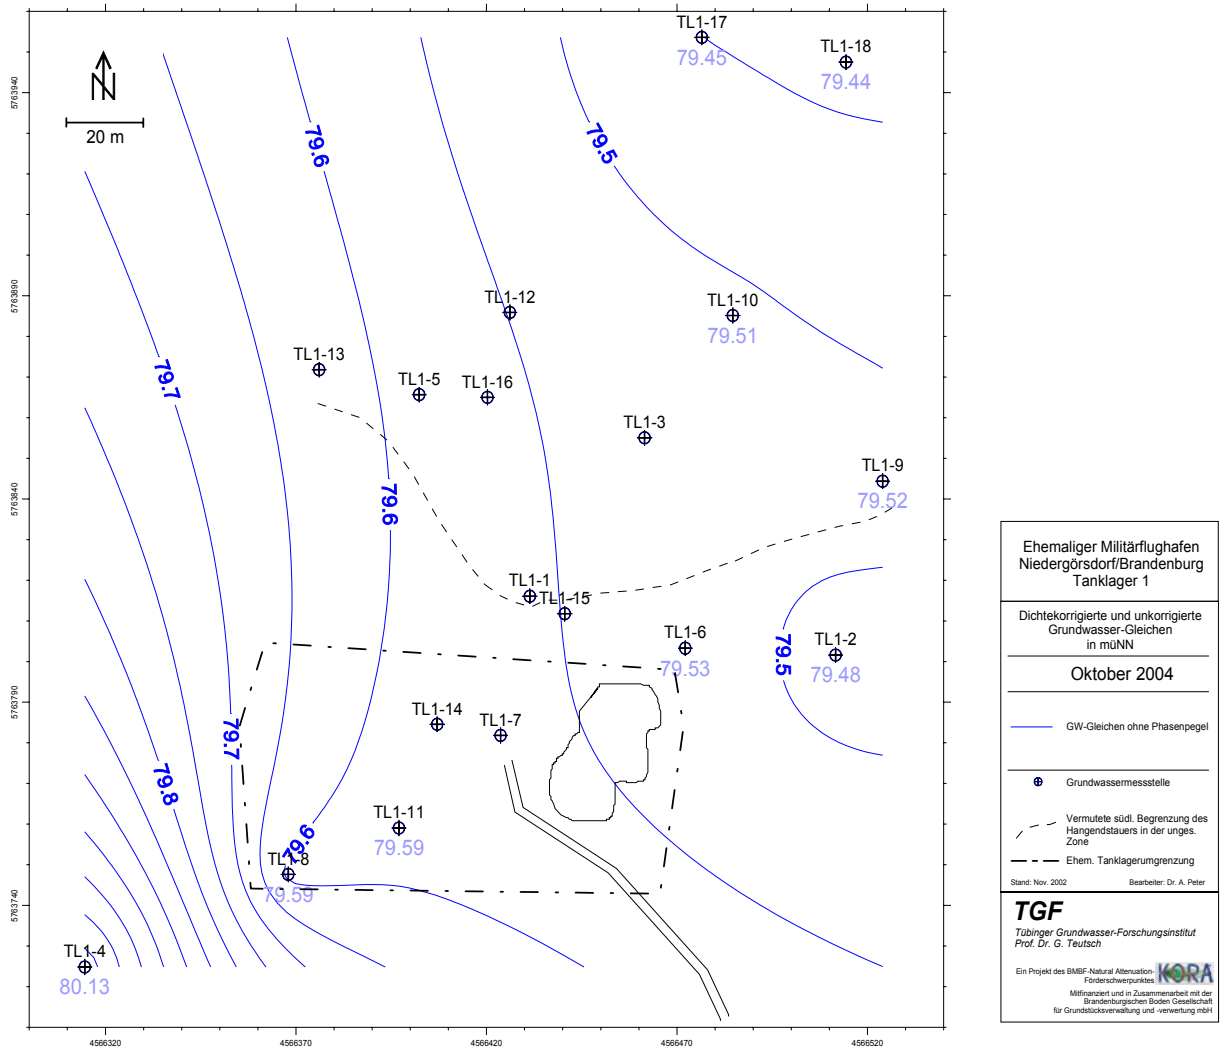 TL1-17
79.45
TL1-18
79.44
N
20 m
79.6
79.5
TL1-12
TL1-10
79.51
TL1-13
TL1-5
TL1-16
79.7
TL1-3
TL1-9
79.52
79.6
TL1-1
TL1-15
TL1-6
79.53
79.5
TL1-2
79.48
TL1-14
TL1-7
79.7
79.8
TL1-11
79.59
79.6
TL1-8
79.59
TL1-4
80.13
5763940
5763890
5763840
5763790
5763740
4566320
4566370
4566420
4566470
4566520
Ehemaliger Militärflughafen
Niedergörsdorf/Brandenburg
Tanklager 1
Dichtekorrigierte und unkorrigierte
Grundwasser-Gleichen
in müNN
Oktober 2004
GW-Gleichen ohne Phasenpegel
Grundwassermessstelle
Vermutete südl. Begrenzung des
Hangendstauers in der unges.
Zone
Ehem. Tanklagerumgrenzung
Stand: Nov. 2002 Bearbeiter: Dr. A. Peter
TGF
Tübinger Grundwasser-Forschungsinstitut
Prof. Dr. G. Teutsch
Ein Projekt des BMBF-Natural Attenuation-
Förderschwerpunktes
KORA
Mitfinanziert und in Zusammenarbeit mit der
Brandenburgischen Boden Gesellschaft
für Grundstücksverwaltung und -verwertung mbH